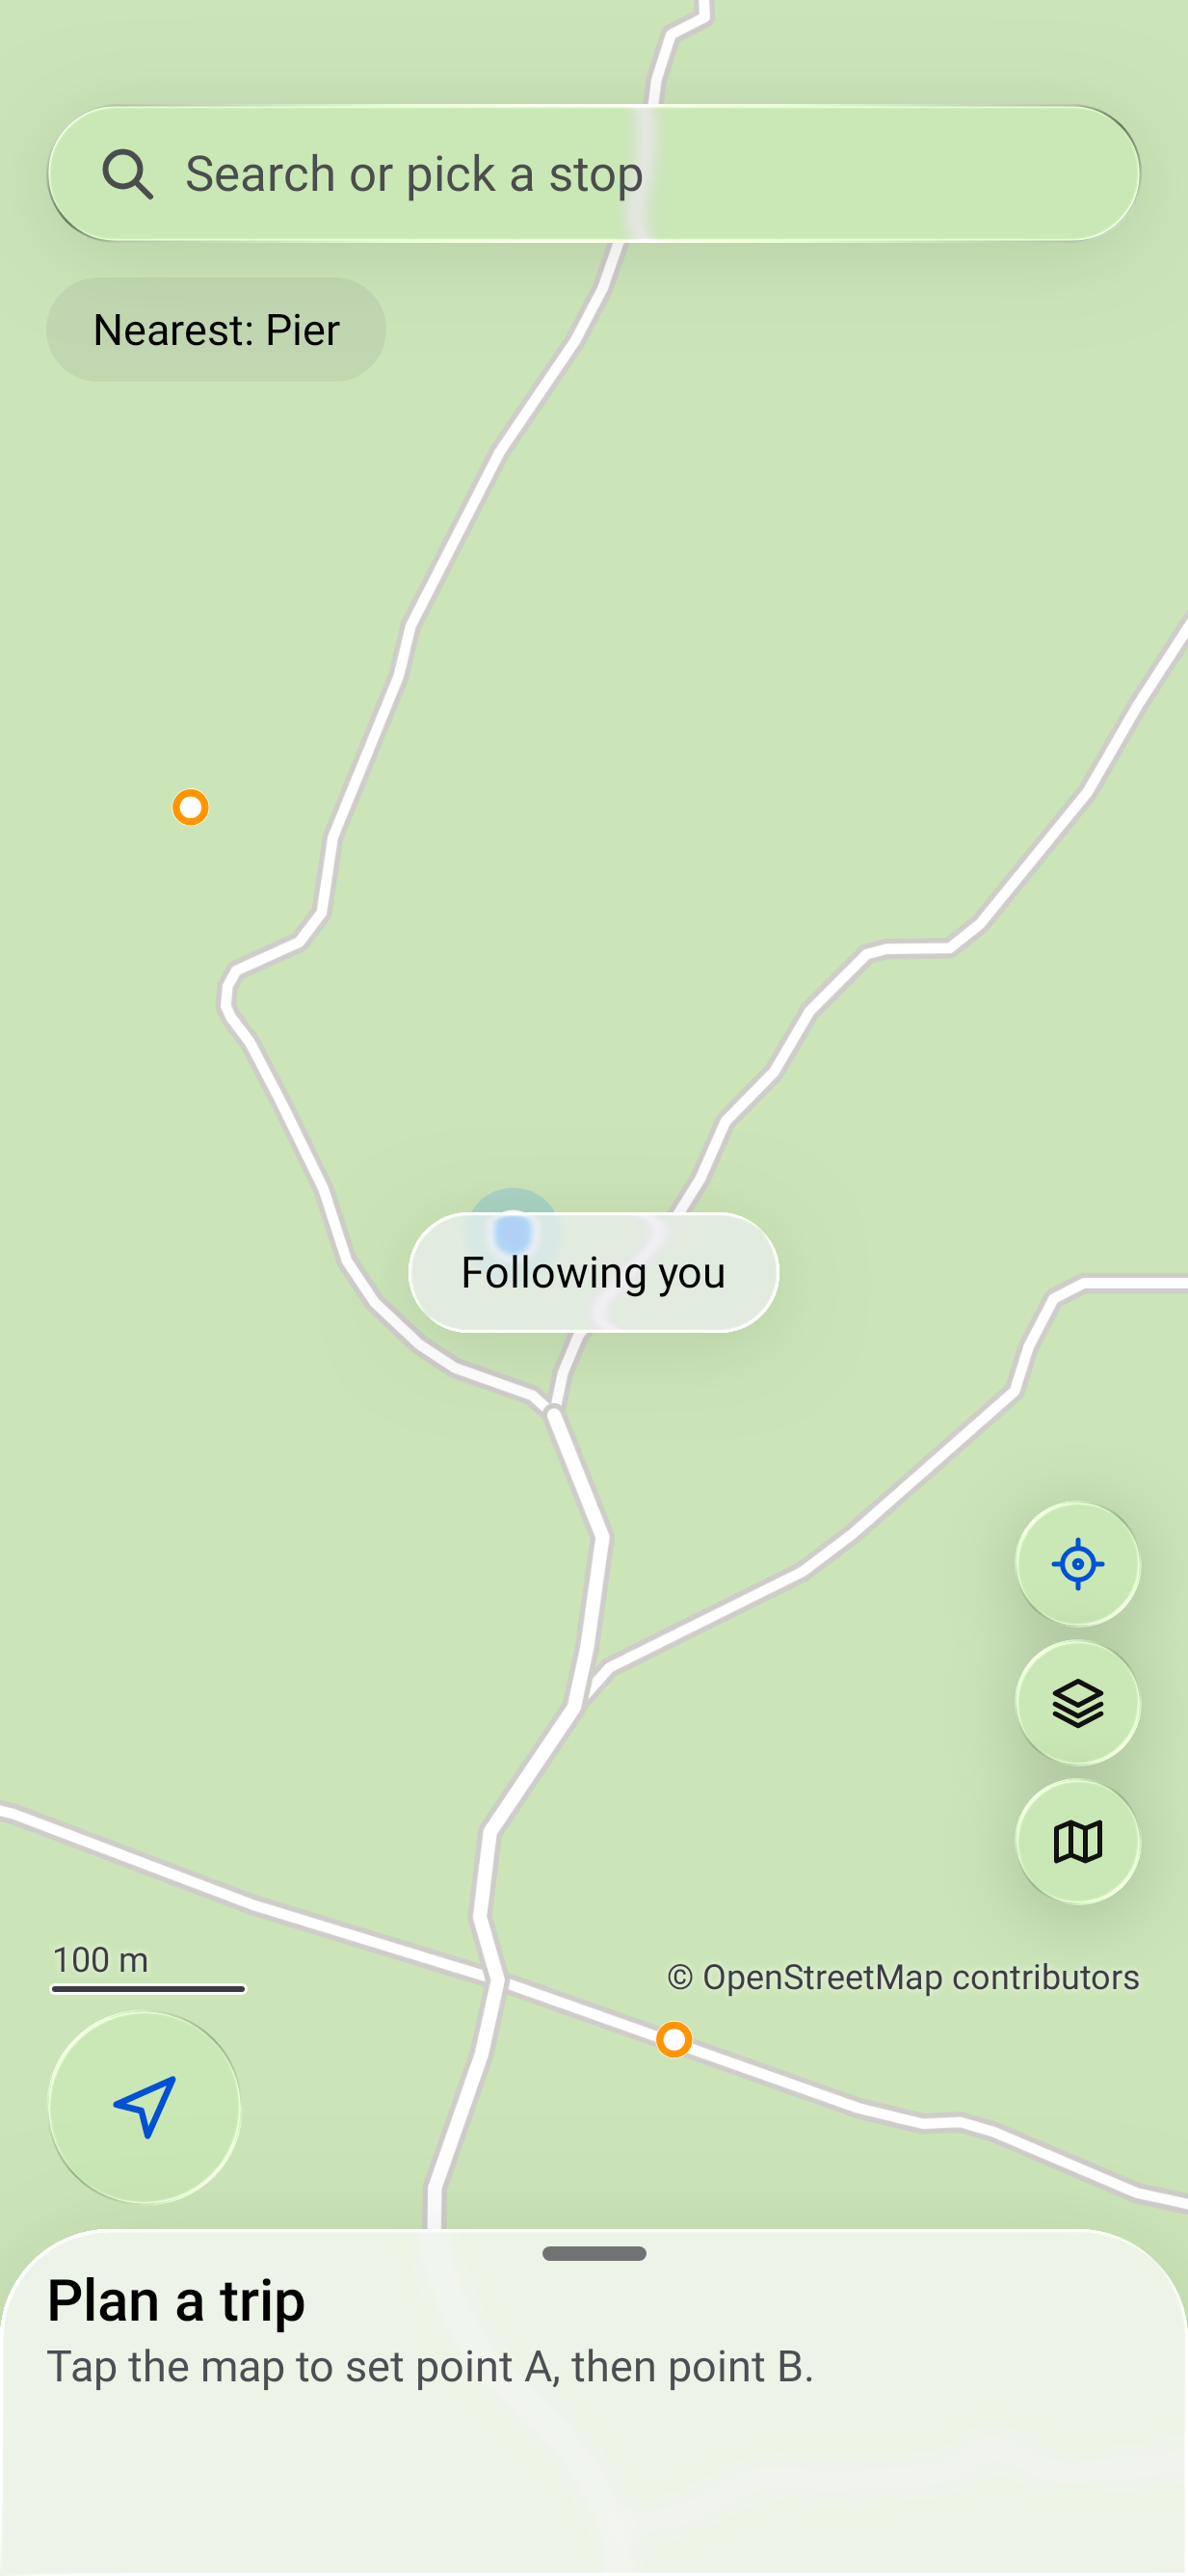 Search or pick a stop
Nearest: Pier
Following you
100 m
© OpenStreetMap contributors
Plan a trip
Tap the map to set point A, then point B.